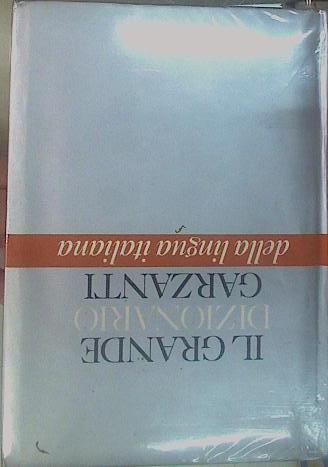 IL GRANDE
DIZIONARIO
GARZANTI
della lingua italiana